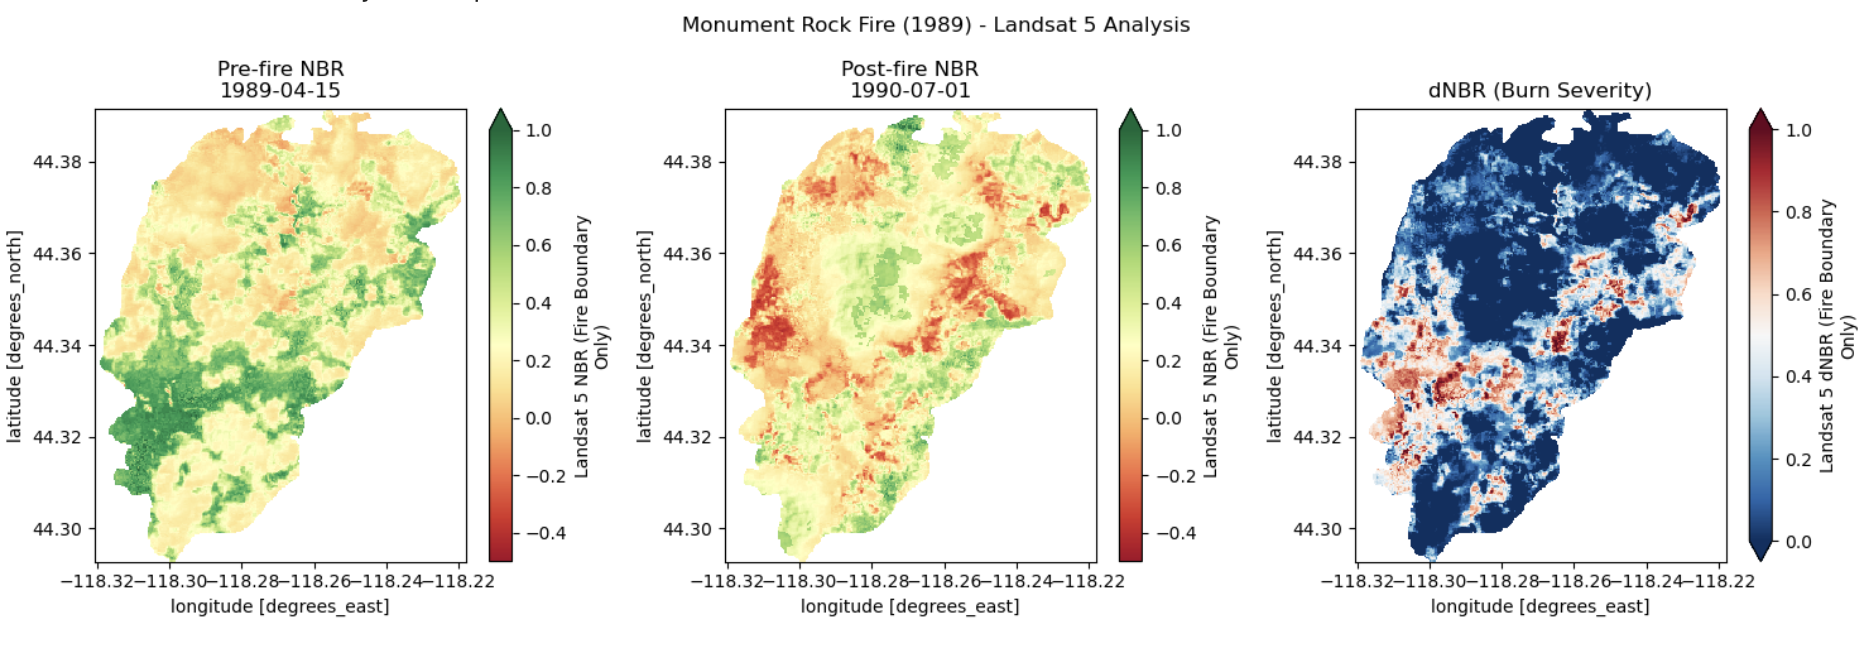 Monument Rock Fire (1989) - Landsat 5 Analysis
Pre-fire NBR
1989-04-15
latitude [degrees_north]
44.38
44.36
44.34
44.32
44.30
−118.32−118.30−118.28−118.26−118.24−118.22
longitude [degrees_east]
1.0
0.8
0.6
0.4
0.2
0.0
−0.2
−0.4
Landsat 5 NBR (Fire Boundary
Only)
Post-fire NBR
1990-07-01
latitude [degrees_north]
44.38
44.36
44.34
44.32
44.30
−118.32−118.30−118.28−118.26−118.24−118.22
longitude [degrees_east]
1.0
0.8
0.6
0.4
0.2
0.0
−0.2
−0.4
Landsat 5 NBR (Fire Boundary
Only)
dNBR (Burn Severity)
latitude [degrees_north]
44.38
44.36
44.34
44.32
44.30
−118.32−118.30−118.28−118.26−118.24−118.22
longitude [degrees_east]
1.0
0.8
0.6
0.4
0.2
0.0
Landsat 5 dNBR (Fire Boundary
Only)